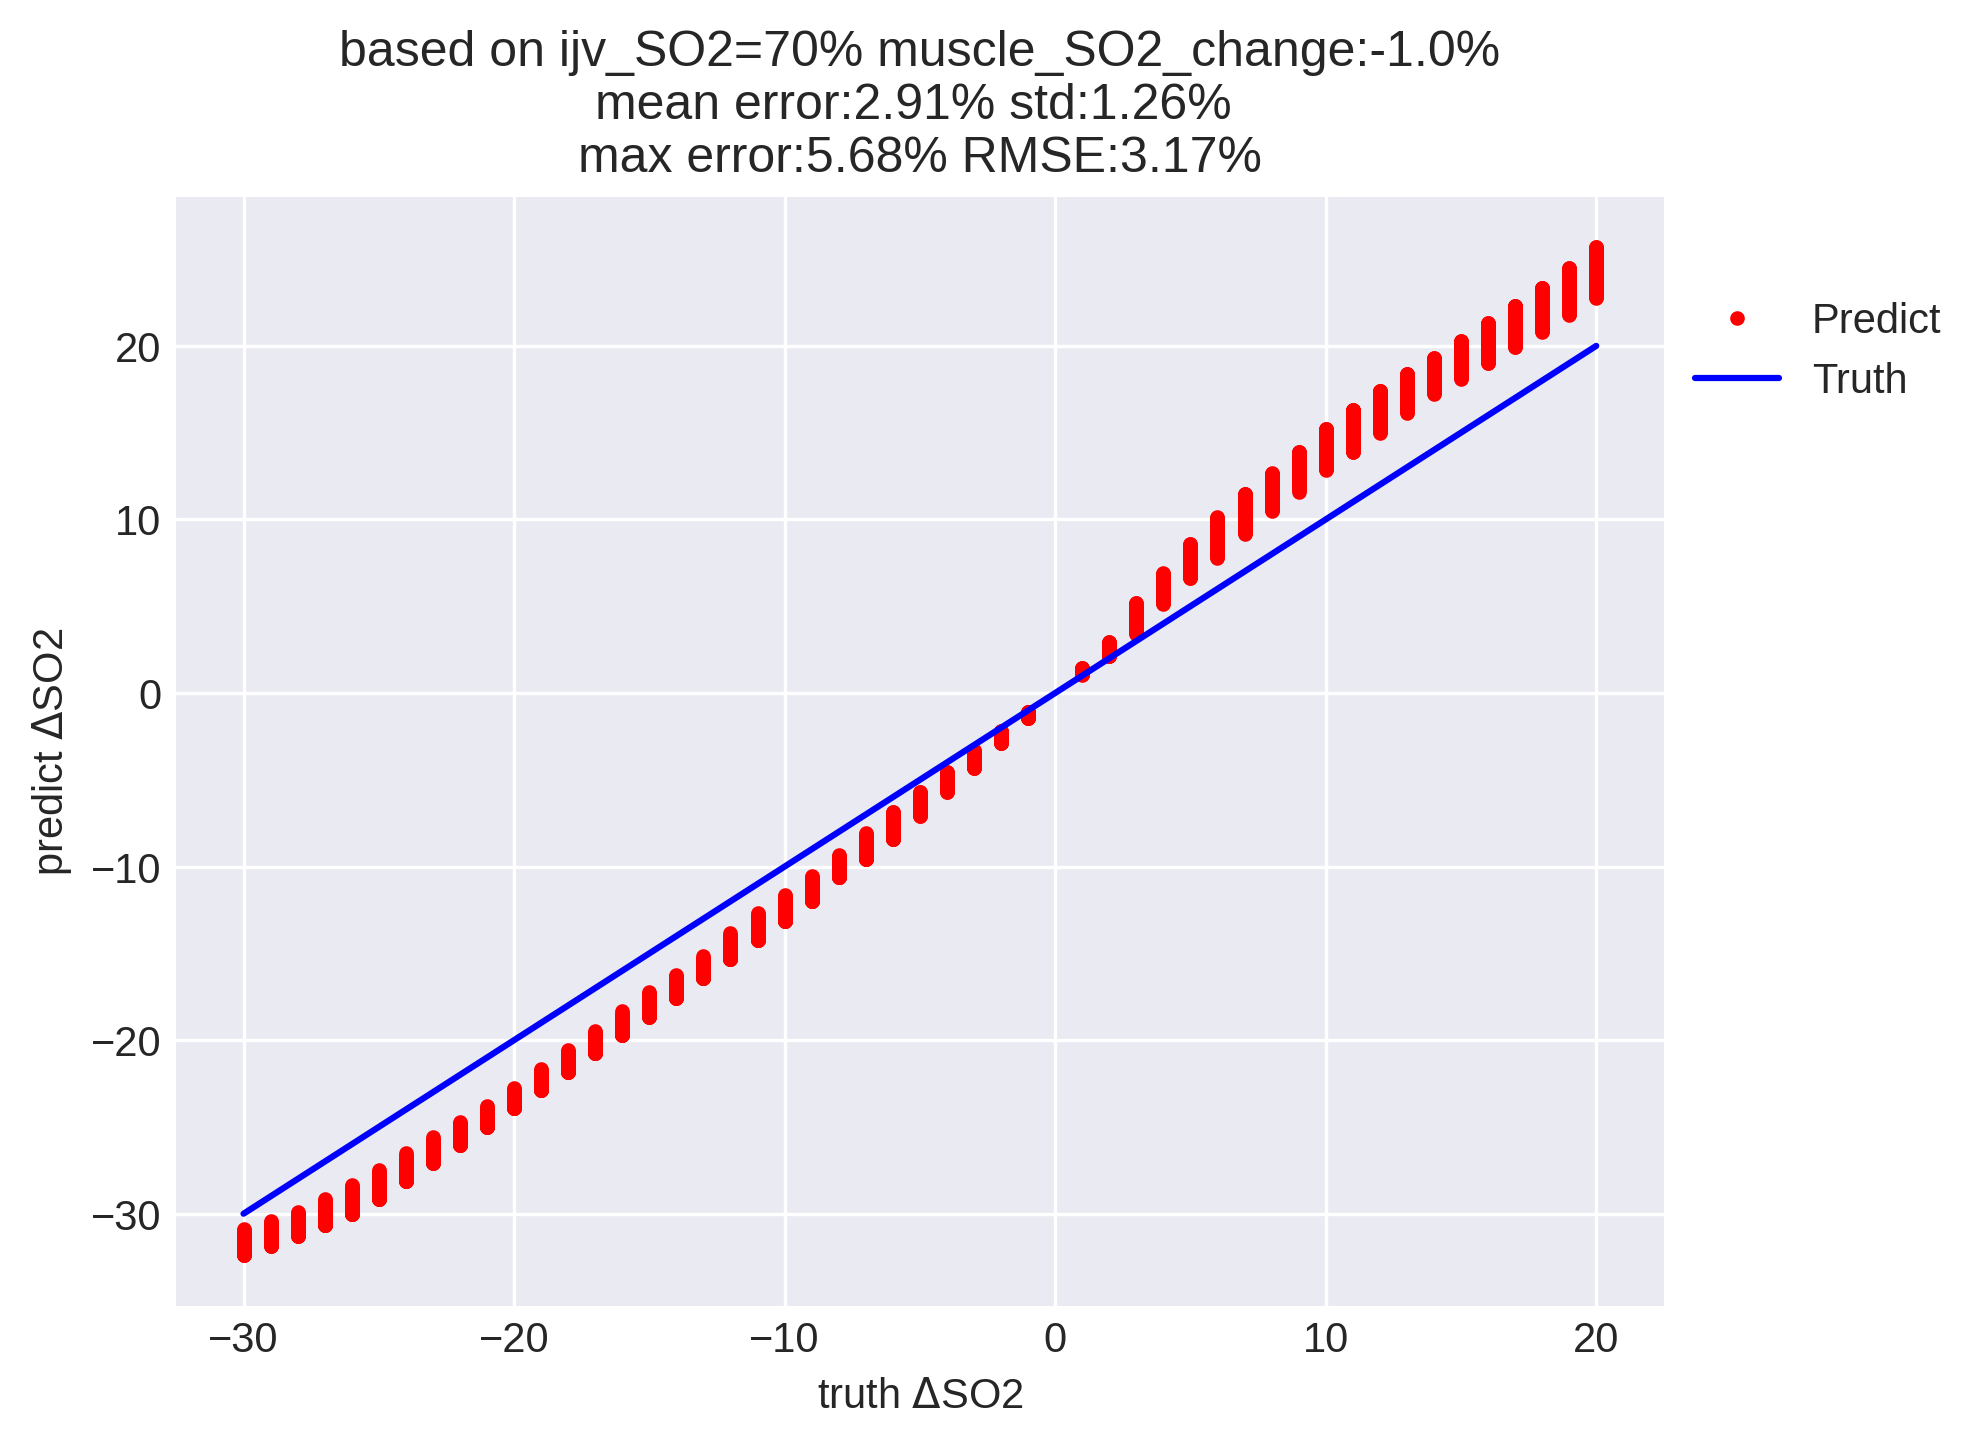 based on ijv_SO2=70% muscle_SO2_change:-1.0%
mean error:2.91% std:1.26%
max error:5.68% RMSE:3.17%
Predict
Truth
20
10
0
−10
−20
−30
predict ΔSO2
−30 −20 −10 0 10 20
truth ΔSO2